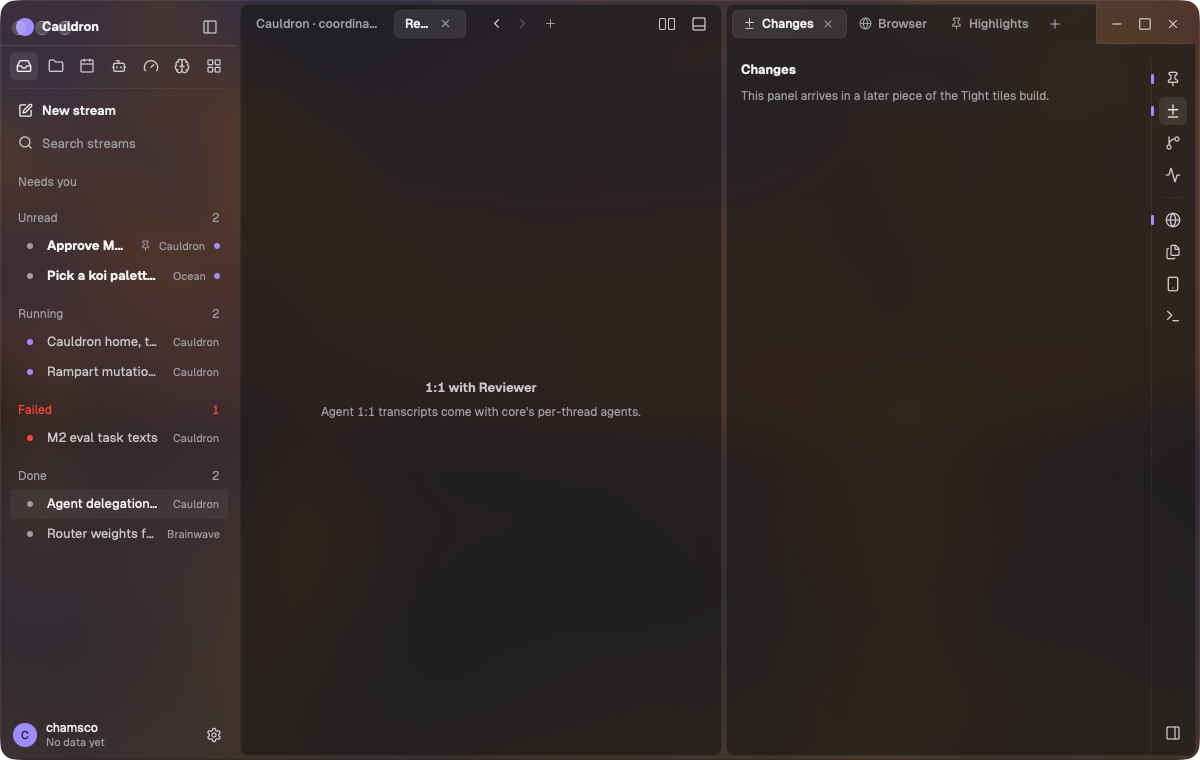 Cauldron
New stream
Search streams
Needs you
Unread 2
Approve M... Cauldron
Pick a koi palett... Ocean
Running 2
Cauldron home, t... Cauldron
Rampart mutatio... Cauldron
Failed 1
M2 eval task texts Cauldron
Done 2
Agent delegation... Cauldron
Router weights f... Brainwave
C
chamsco
No data yet
Cauldron · coordina...
Re...
1:1 with Reviewer
Agent 1:1 transcripts come with core's per-thread agents.
Changes
Browser
Highlights
Changes
This panel arrives in a later piece of the Tight tiles build.